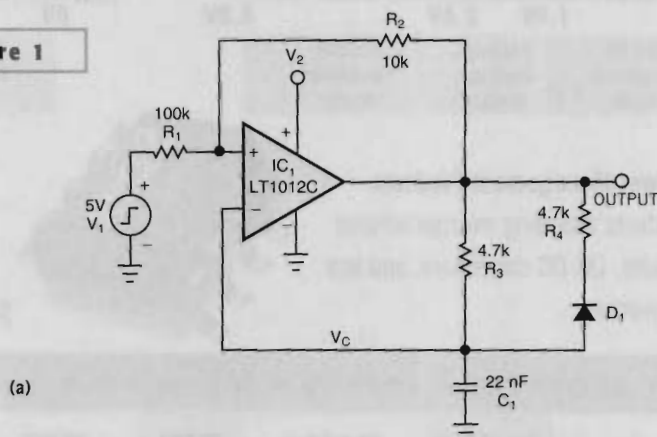 re 1
R2
10k
V2
100k
R1
+
+
IC1
LT1012C
−
−
5V
V1
+
−
OUTPUT
4.7k
R4
4.7k
R3
D1
VC
22 nF
C1
(a)